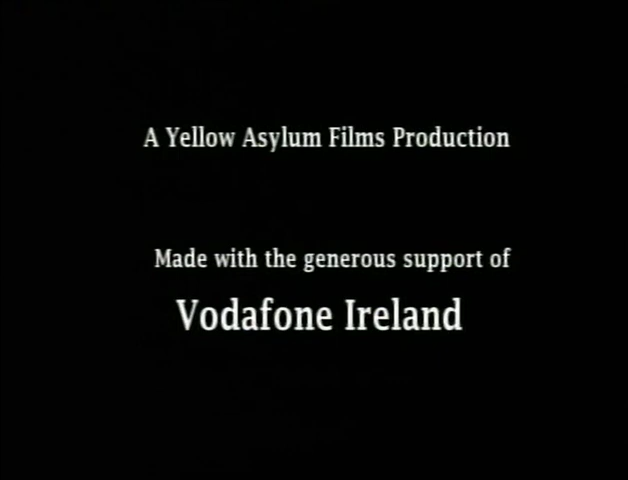 A Yellow Asylum Films Production
Made with the generous support of
Vodafone Ireland